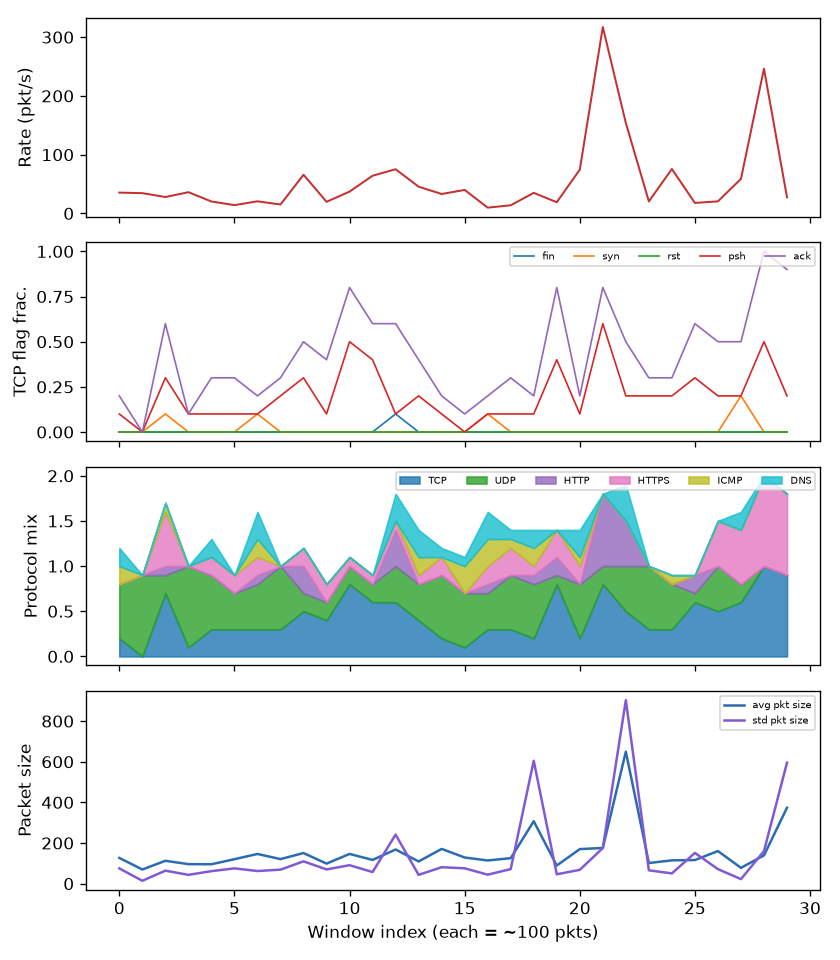 300
200
100
0
Rate (pkt/s)
1.00
0.75
0.50
0.25
0.00
TCP flag frac.
fin syn rst psh ack
2.0
1.5
1.0
0.5
0.0
Protocol mix
TCP UDP HTTP HTTPS ICMP DNS
800
600
400
200
0
Packet size
avg pkt size
std pkt size
0 5 10 15 20 25 30
Window index (each = ~100 pkts)